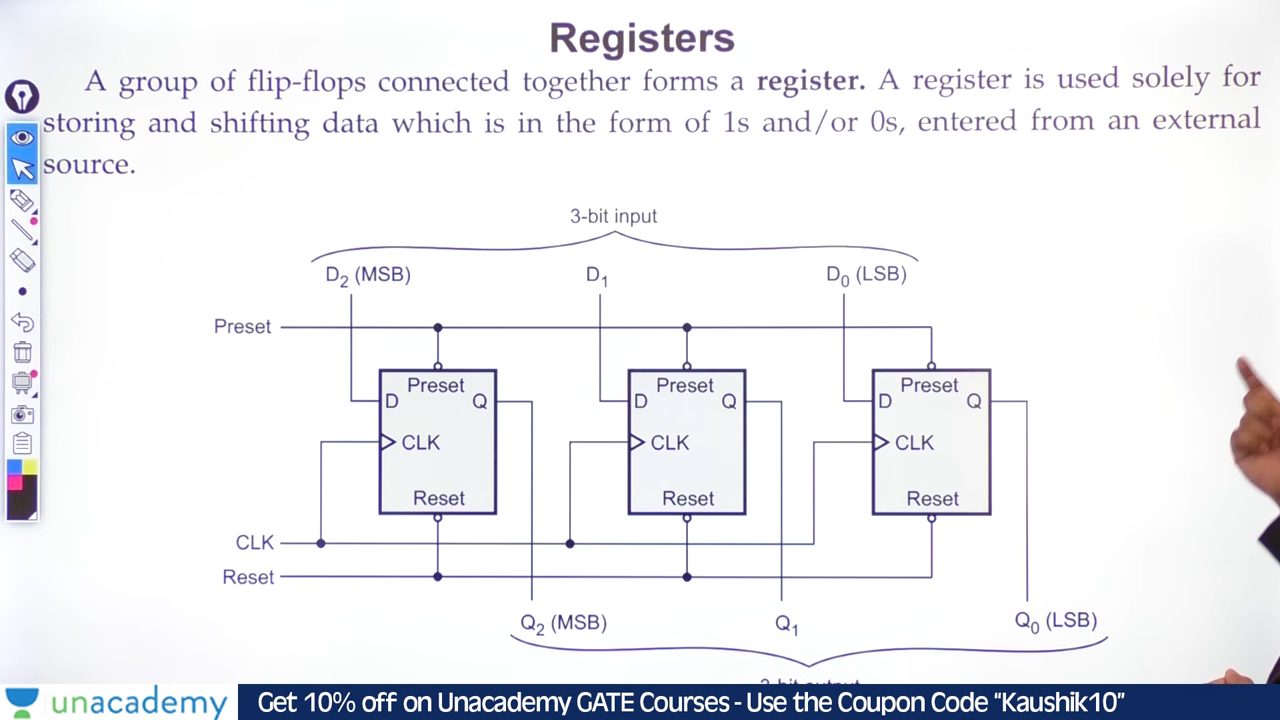 Registers
A group of flip-flops connected together forms a register. A register is used solely for
storing and shifting data which is in the form of 1s and/or 0s, entered from an external
source.
3-bit input
D2 (MSB) D1 D0 (LSB)
Preset
Preset Preset Preset
D Q D Q D Q
CLK CLK CLK
Reset Reset Reset
CLK
Reset
Q2 (MSB) Q1 Q0 (LSB)
3-bit output
unacademy Get 10% off on Unacademy GATE Courses - Use the Coupon Code “Kaushik10”